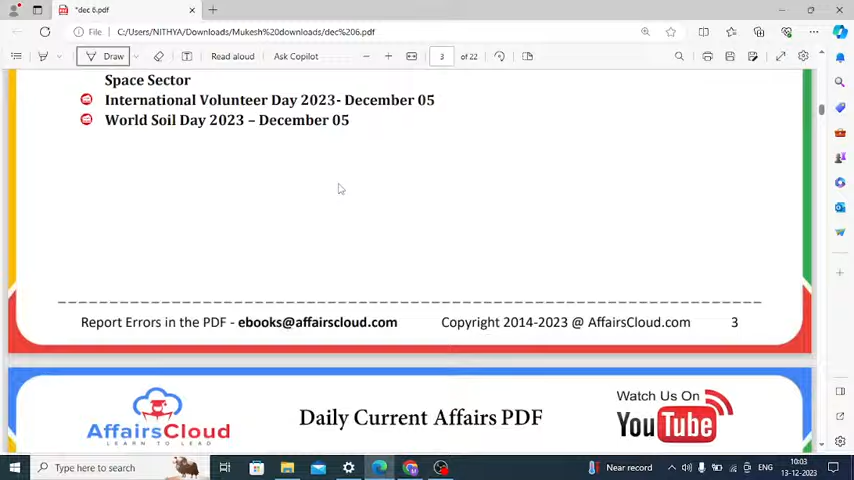 *dec 6.pdf
File
C:/Users/NITHYA/Downloads/Mukesh%20downloads/dec%206.pdf
Draw
Read aloud
Ask Copilot
3
of 22
Space Sector
International Volunteer Day 2023- December 05
World Soil Day 2023 – December 05
Report Errors in the PDF - ebooks@affairscloud.com
Copyright 2014-2023 @ AffairsCloud.com
3
AffairsCloud
LEARN TO LEAD
Daily Current Affairs PDF
Watch Us On
YouTube
Type here to search
Near record
ENG
10:03
13-12-2023